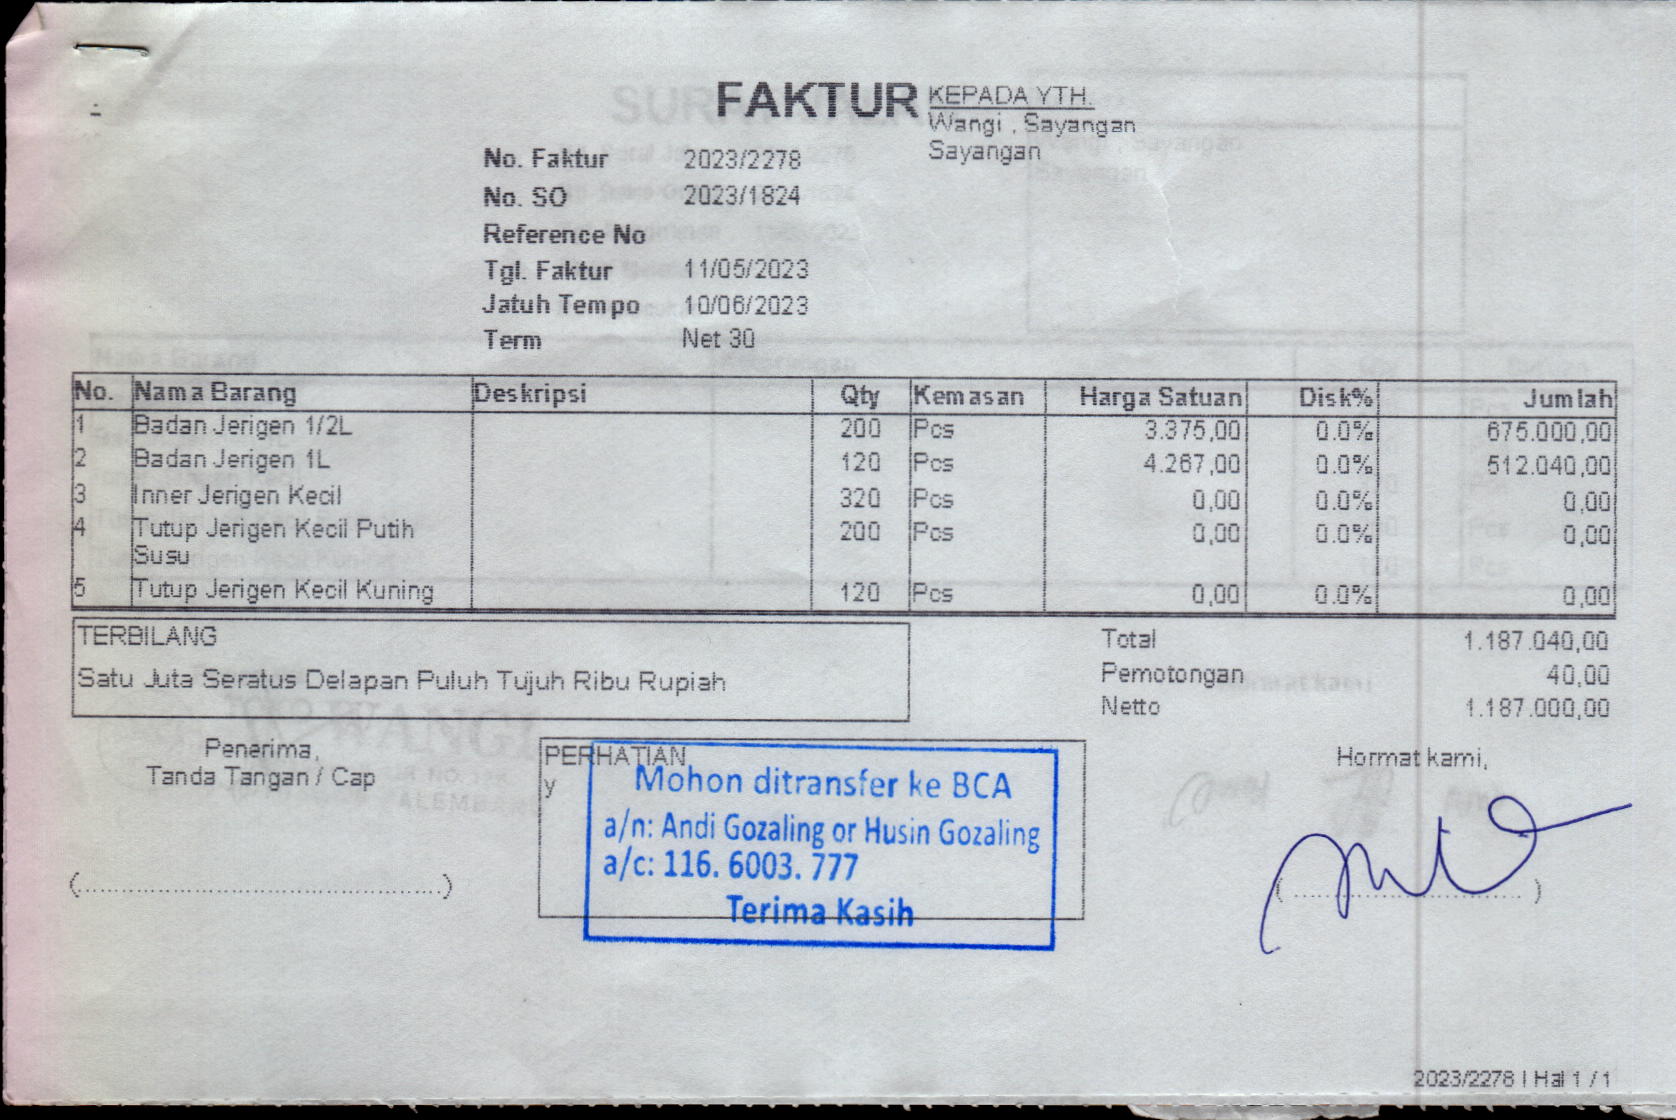 FAKTUR
KEPADA YTH.
Wangi , Sayangan
Sayangan
No. Faktur 2023/2278
No. SO 2023/1824
Reference No
Tgl. Faktur 11/05/2023
Jatuh Tempo 10/06/2023
Term Net 30
No. Nama Barang Deskripsi Qty Kemasan Harga Satuan Disk% Jumlah
1 Badan Jerigen 1/2L 200 Pcs 3.375,00 0.0% 675.000,00
2 Badan Jerigen 1L 120 Pcs 4.267,00 0.0% 512.040,00
3 Inner Jerigen Kecil 320 Pcs 0,00 0.0% 0,00
4 Tutup Jerigen Kecil Putih 200 Pcs 0,00 0.0% 0,00
Susu
5 Tutup Jerigen Kecil Kuning 120 Pcs 0,00 0.0% 0,00
TERBILANG
Satu Juta Seratus Delapan Puluh Tujuh Ribu Rupiah
Total 1.187.040,00
Pemotongan 40,00
Netto 1.187.000,00
Penerima,
Tanda Tangan / Cap
(............................................)
PERHATIAN
y
Mohon ditransfer ke BCA
a/n: Andi Gozaling or Husin Gozaling
a/c: 116. 6003. 777
Terima Kasih
Hormat kami,
(............................)
2023/2278 | Hal 1 / 1